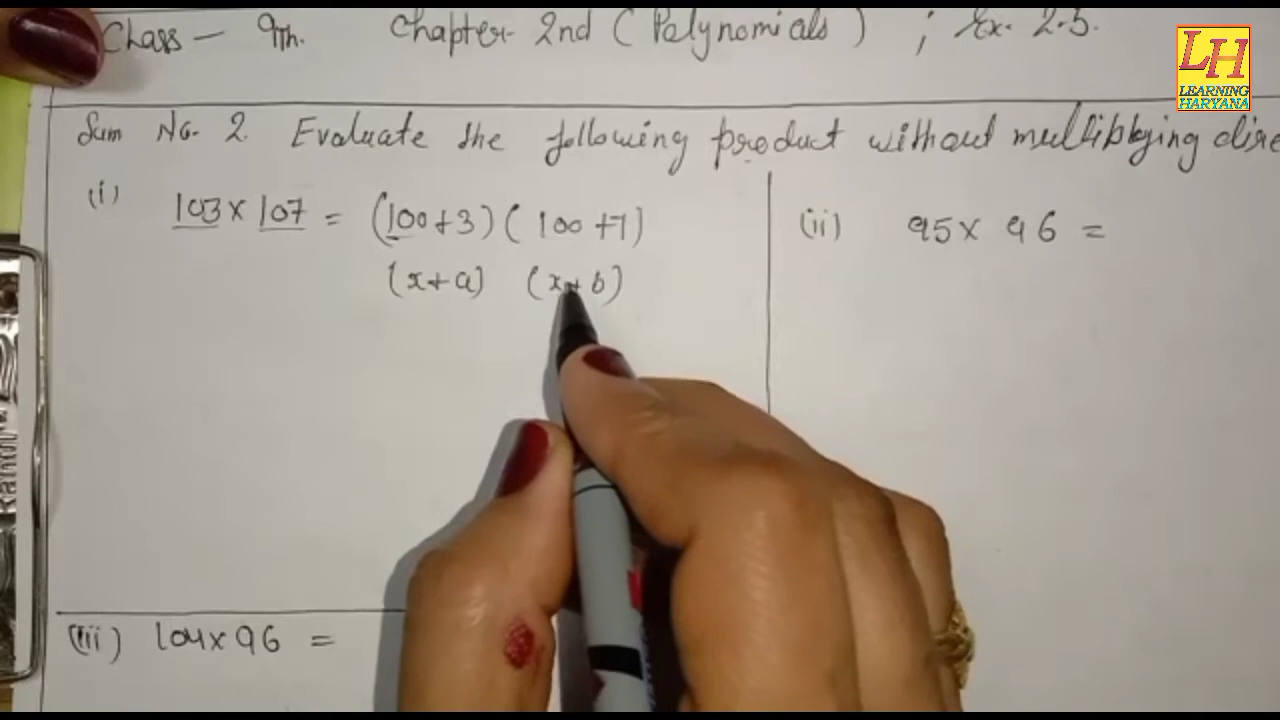 Class - 9th. Chapter- 2nd (Polynomials) ; Ex. 2.5.
LH
LEARNING
HARYANA
Sum No. 2. Evaluate the following product without multiplying dire
(i) 103 × 107 = (100+3) (100+7) (ii) 95 × 96 =
(x+a) (x+b)
(iii) 104 × 96 =